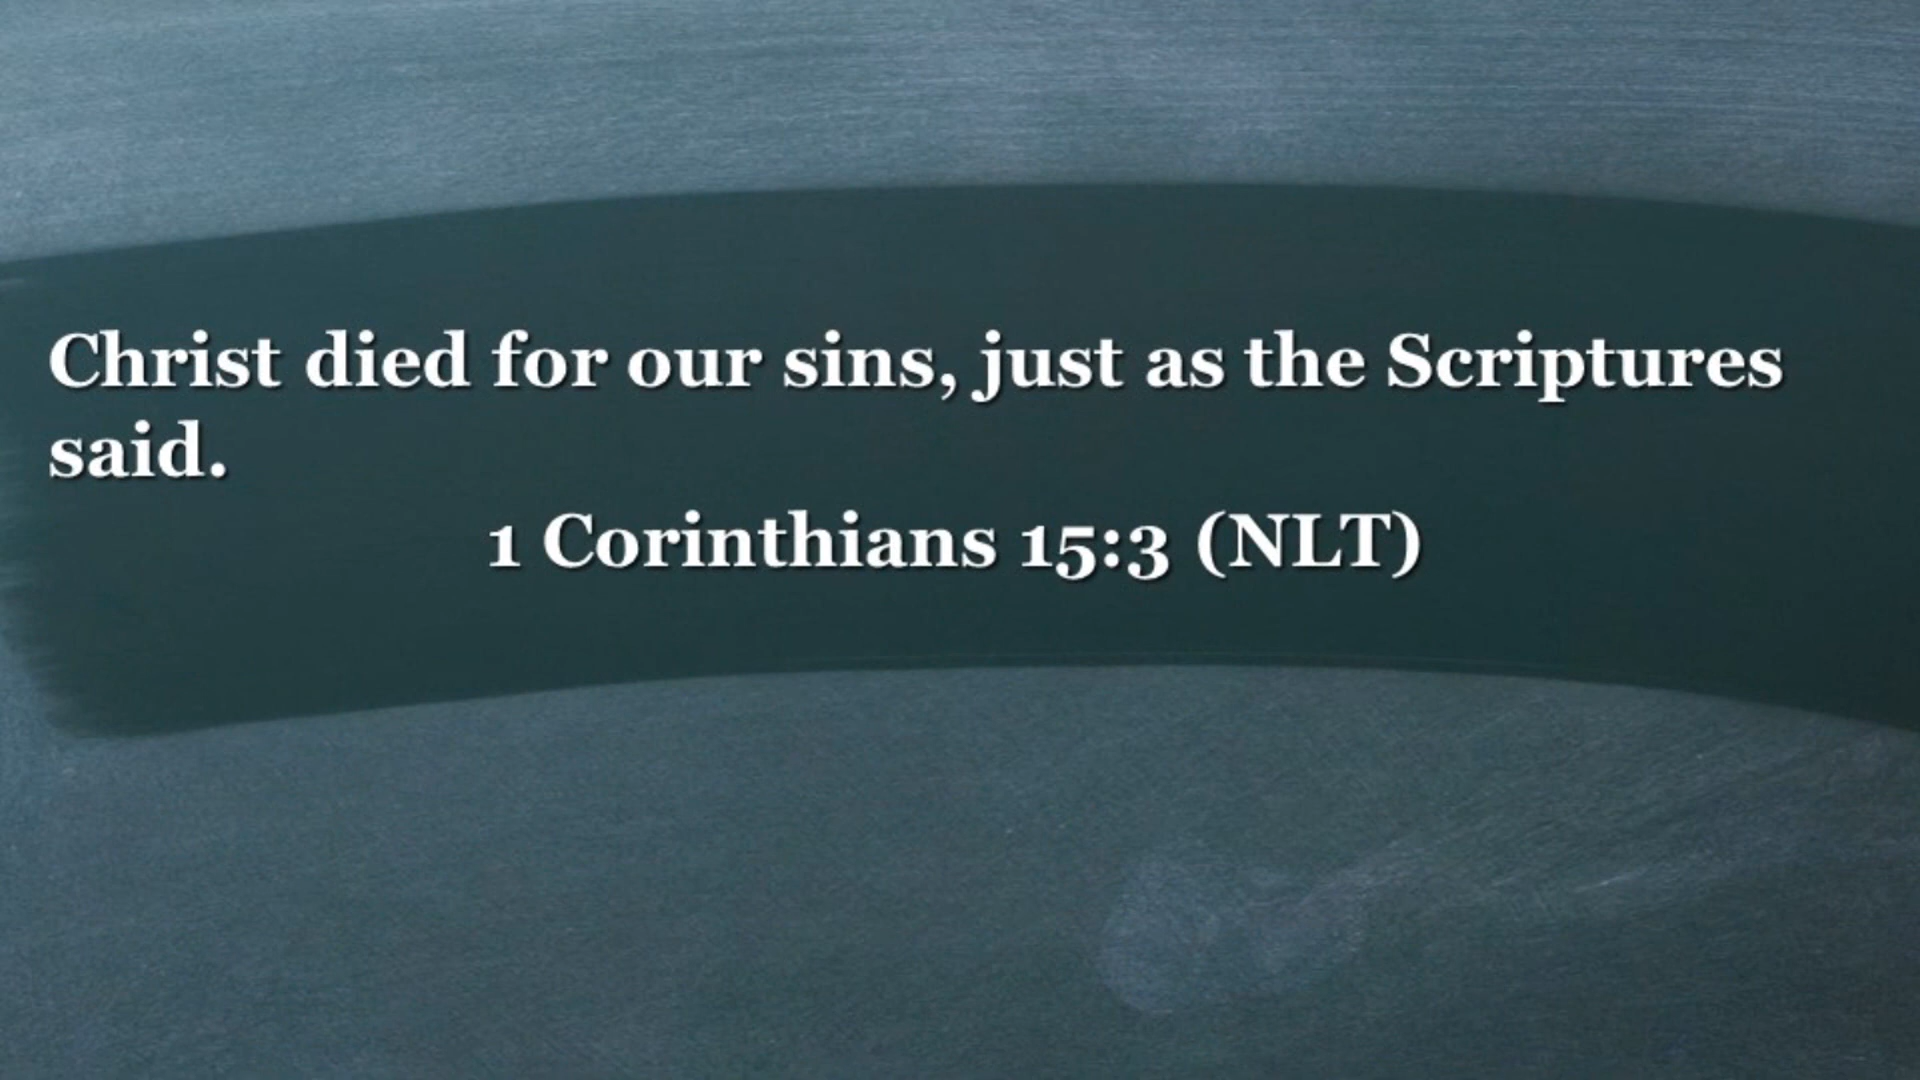 Christ died for our sins, just as the Scriptures
said.
1 Corinthians 15:3 (NLT)